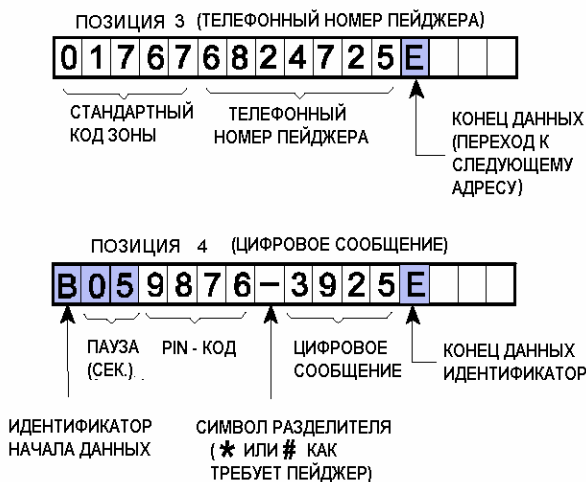 ПОЗИЦИЯ 3 (ТЕЛЕФОННЫЙ НОМЕР ПЕЙДЖЕРА)
0 1 7 6 7 6 8 2 4 7 2 5 E
СТАНДАРТНЫЙ
КОД ЗОНЫ
ТЕЛЕФОННЫЙ
НОМЕР ПЕЙДЖЕРА
КОНЕЦ ДАННЫХ
(ПЕРЕХОД К
СЛЕДУЮЩЕМУ
АДРЕСУ)
ПОЗИЦИЯ 4 (ЦИФРОВОЕ СООБЩЕНИЕ)
B 0 5 9 8 7 6 – 3 9 2 5 E
ПАУЗА
(СЕК.)
PIN - КОД
ЦИФРОВОЕ
СООБЩЕНИЕ
КОНЕЦ ДАННЫХ
ИДЕНТИФИКАТОР
ИДЕНТИФИКАТОР
НАЧАЛА ДАННЫХ
СИМВОЛ РАЗДЕЛИТЕЛЯ
( * ИЛИ # КАК
ТРЕБУЕТ ПЕЙДЖЕР)